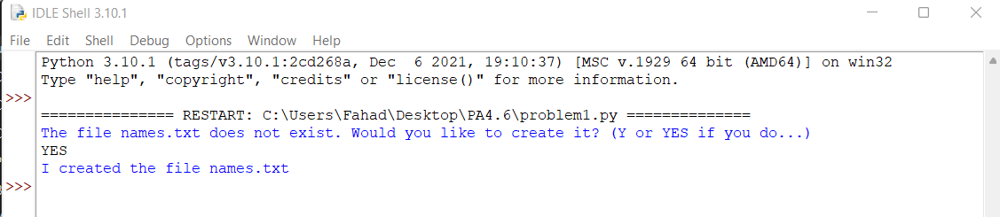 IDLE Shell 3.10.1
File Edit Shell Debug Options Window Help
Python 3.10.1 (tags/v3.10.1:2cd268a, Dec  6 2021, 19:10:37) [MSC v.1929 64 bit (AMD64)] on win32
Type "help", "copyright", "credits" or "license()" for more information.
>>>
=============== RESTART: C:\Users\Fahad\Desktop\PA4.6\problem1.py ==============
The file names.txt does not exist. Would you like to create it? (Y or YES if you do...)
YES
I created the file names.txt
>>>